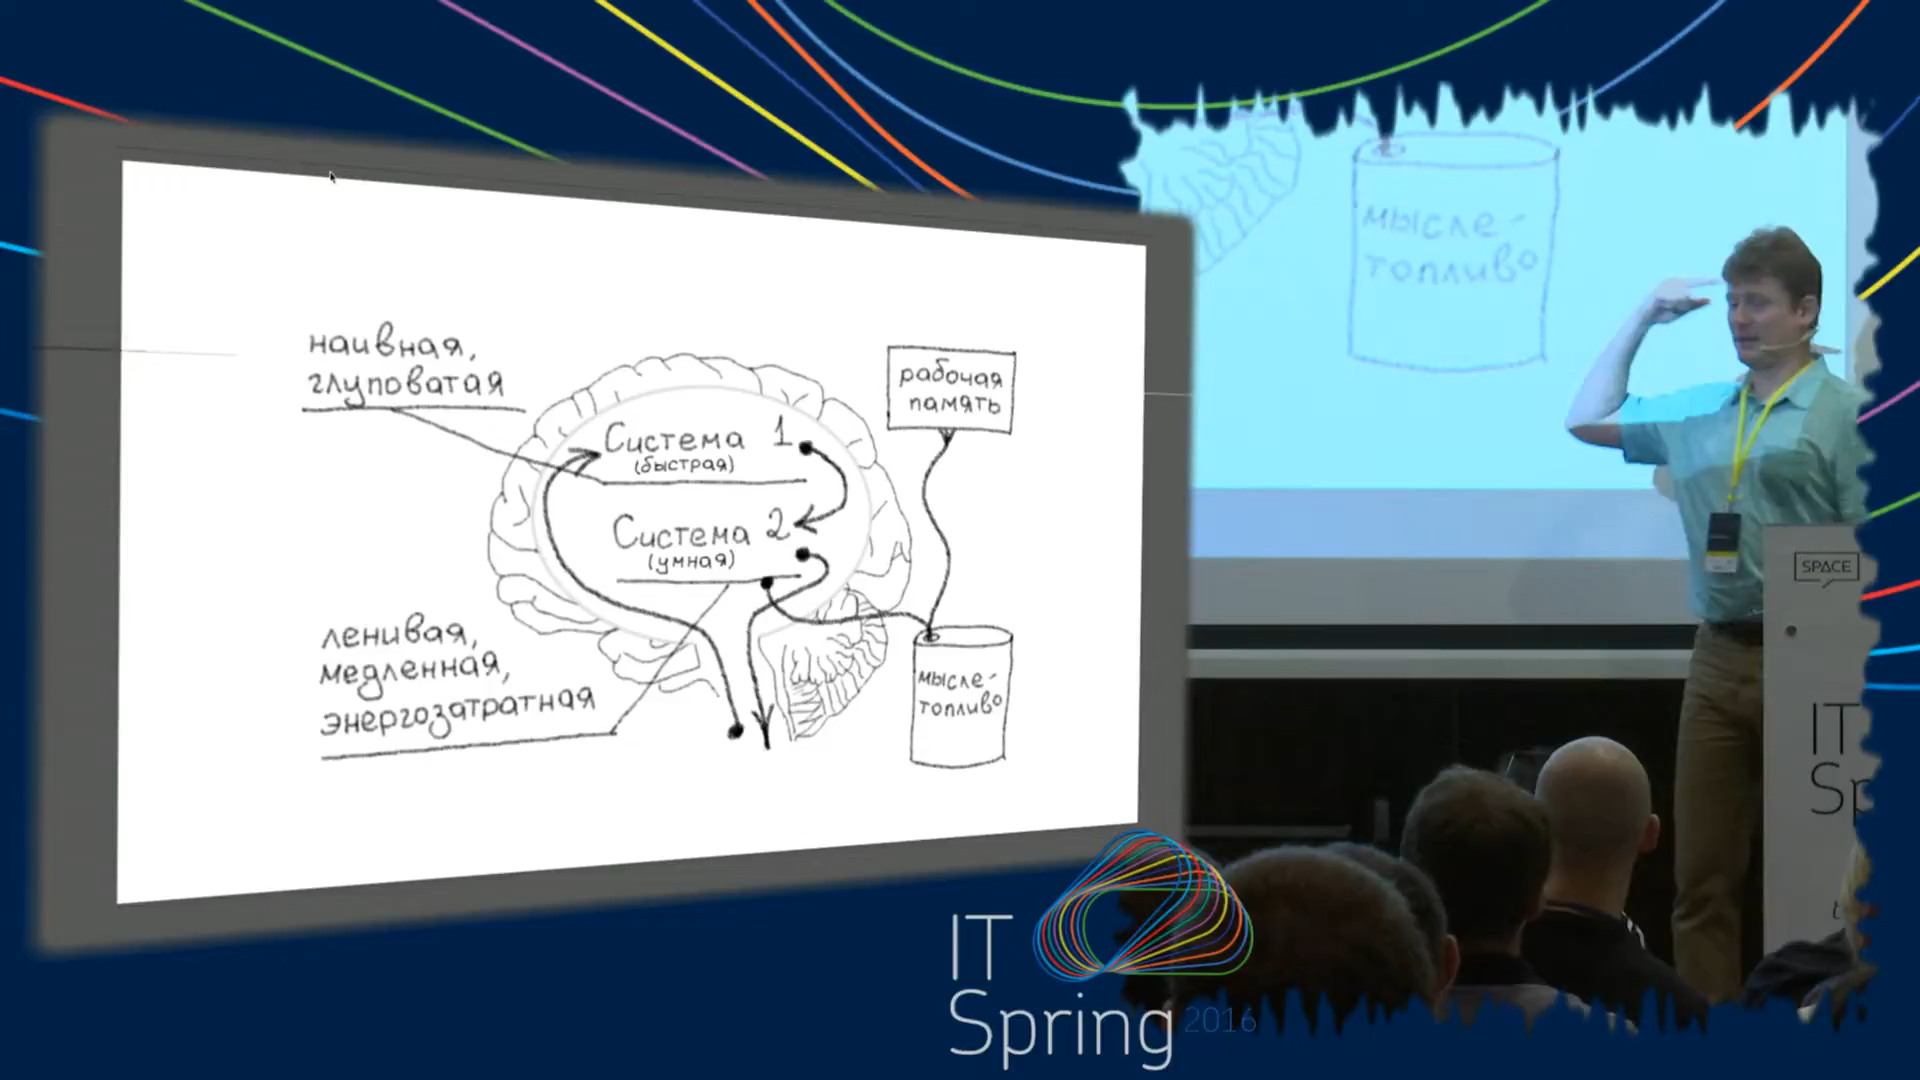 наивная,
глуповатая
Система 1
(быстрая)
Система 2
(умная)
ленивая,
медленная,
энергозатратная
рабочая
память
мысле-
топливо
мысле-
топливо
SPACE
IT
IT
Spring 2016